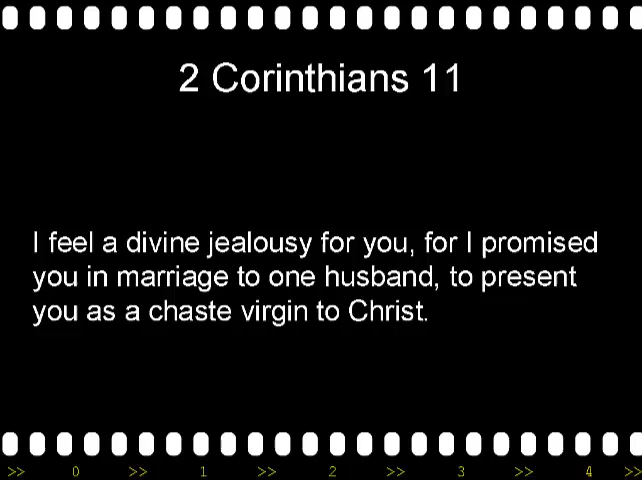 2 Corinthians 11
I feel a divine jealousy for you, for I promised
you in marriage to one husband, to present
you as a chaste virgin to Christ.
>> 0 >> 1 >> 2 >> 3 >> 4 >>